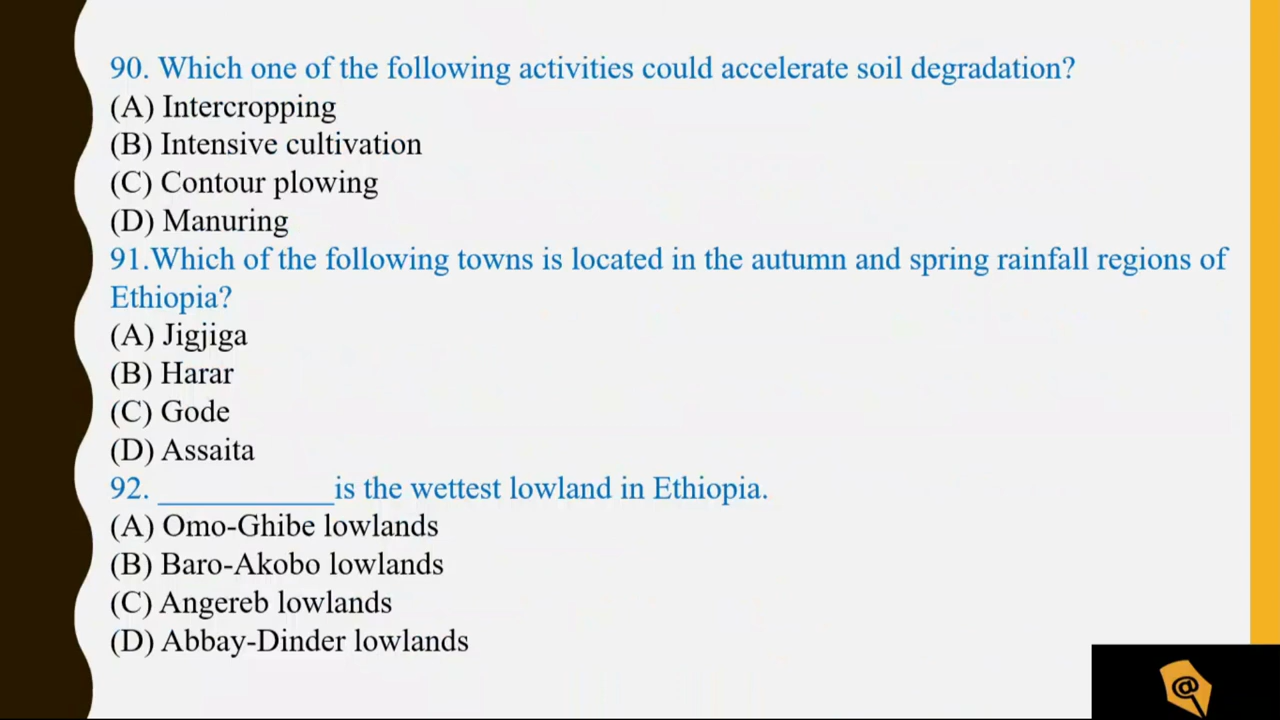 90. Which one of the following activities could accelerate soil degradation?
(A) Intercropping
(B) Intensive cultivation
(C) Contour plowing
(D) Manuring
91.Which of the following towns is located in the autumn and spring rainfall regions of
Ethiopia?
(A) Jigjiga
(B) Harar
(C) Gode
(D) Assaita
92. ___________is the wettest lowland in Ethiopia.
(A) Omo-Ghibe lowlands
(B) Baro-Akobo lowlands
(C) Angereb lowlands
(D) Abbay-Dinder lowlands
@